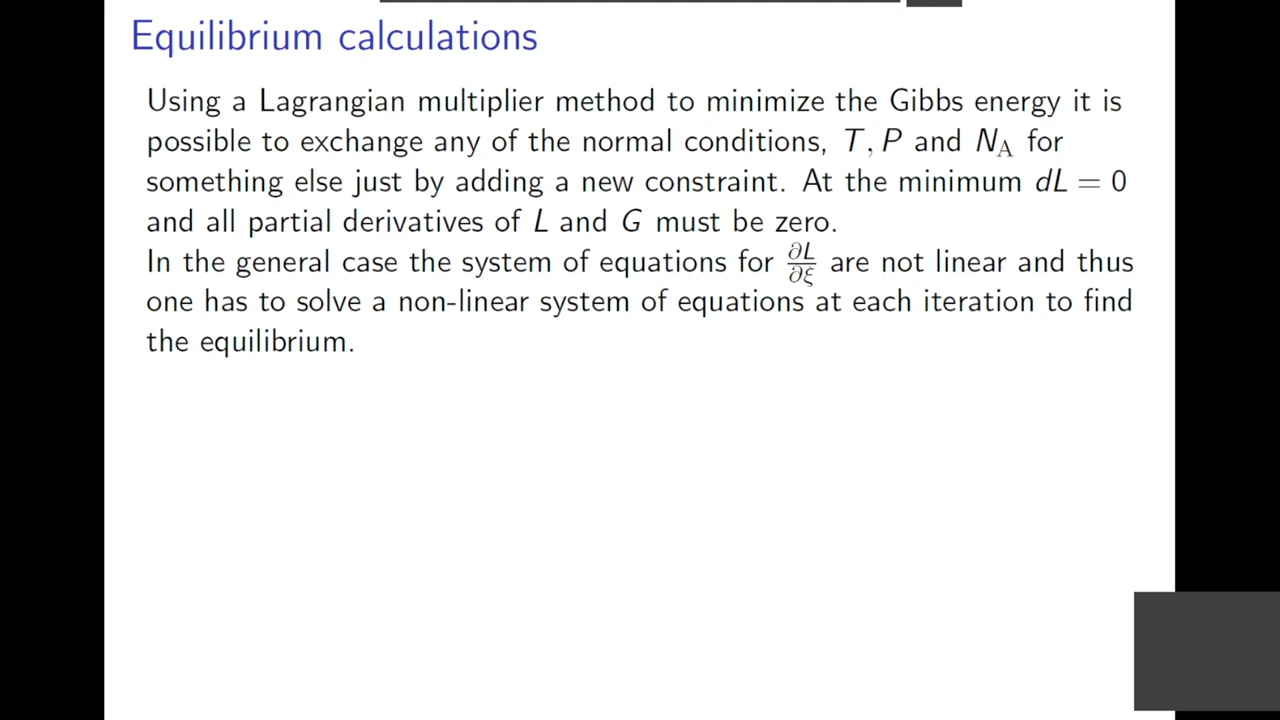 Equilibrium calculations
Using a Lagrangian multiplier method to minimize the Gibbs energy it is
possible to exchange any of the normal conditions, T, P and N_A for
something else just by adding a new constraint. At the minimum dL = 0
and all partial derivatives of L and G must be zero.
In the general case the system of equations for ∂L/∂ξ are not linear and thus
one has to solve a non-linear system of equations at each iteration to find
the equilibrium.